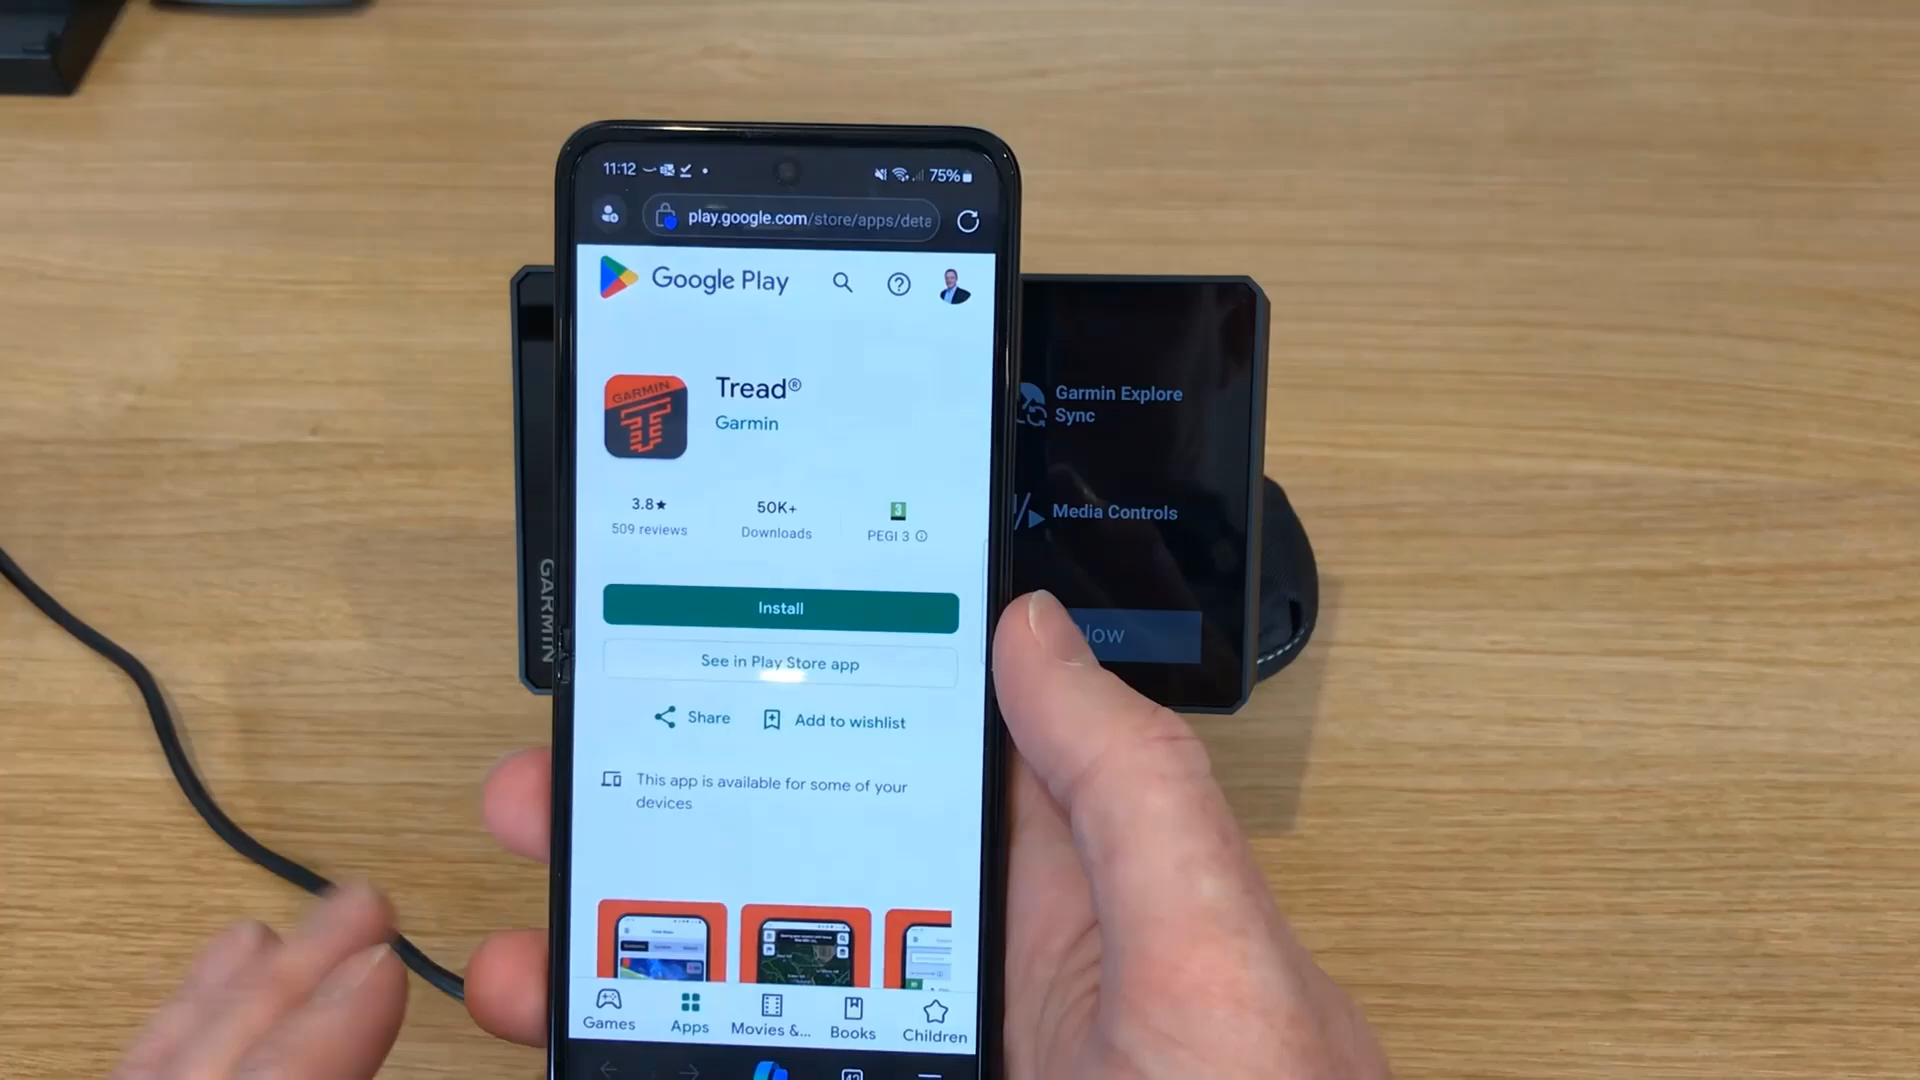 11:12
75%
play.google.com/store/apps/deta
Google Play
GARMIN
Tread®
Garmin
3.8★
509 reviews
50K+
Downloads
3
PEGI 3
Install
See in Play Store app
Share
Add to wishlist
This app is available for some of your
devices
Games
Apps
Movies &...
Books
Children
GARMIN
Garmin Explore
Sync
Media Controls
Now